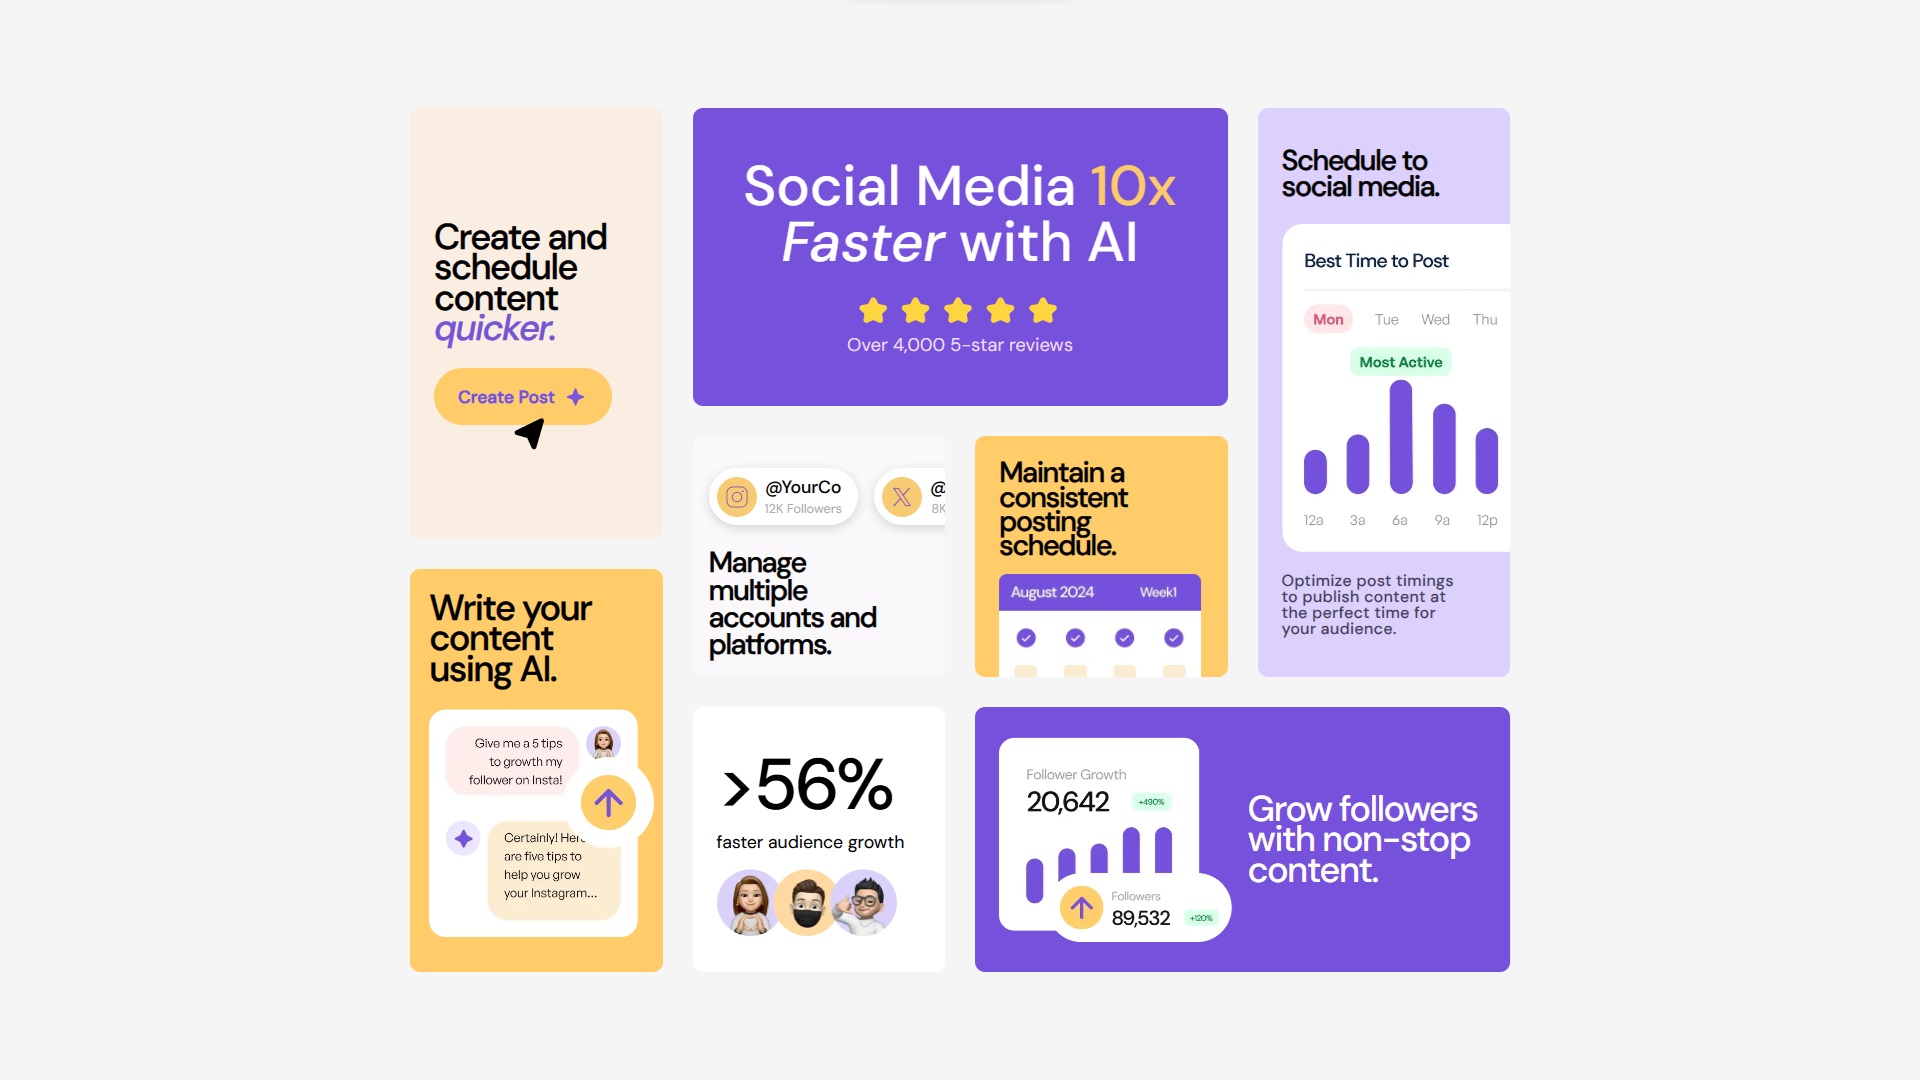 Create and
schedule
content
quicker.
Create Post
Social Media 10x
Faster with AI
Over 4,000 5-star reviews
Schedule to
social media.
Best Time to Post
Mon Tue Wed Thu
Most Active
12a 3a 6a 9a 12p
Optimize post timings
to publish content at
the perfect time for
your audience.
@YourCo
12K Followers
@
8K
Manage
multiple
accounts and
platforms.
Maintain a
consistent
posting
schedule.
August 2024 Week1
Write your
content
using AI.
Give me a 5 tips
to growth my
follower on Insta!
Certainly! Here
are five tips to
help you grow
your Instagram...
>56%
faster audience growth
Follower Growth
20,642 +490%
Followers
89,532 +120%
Grow followers
with non-stop
content.